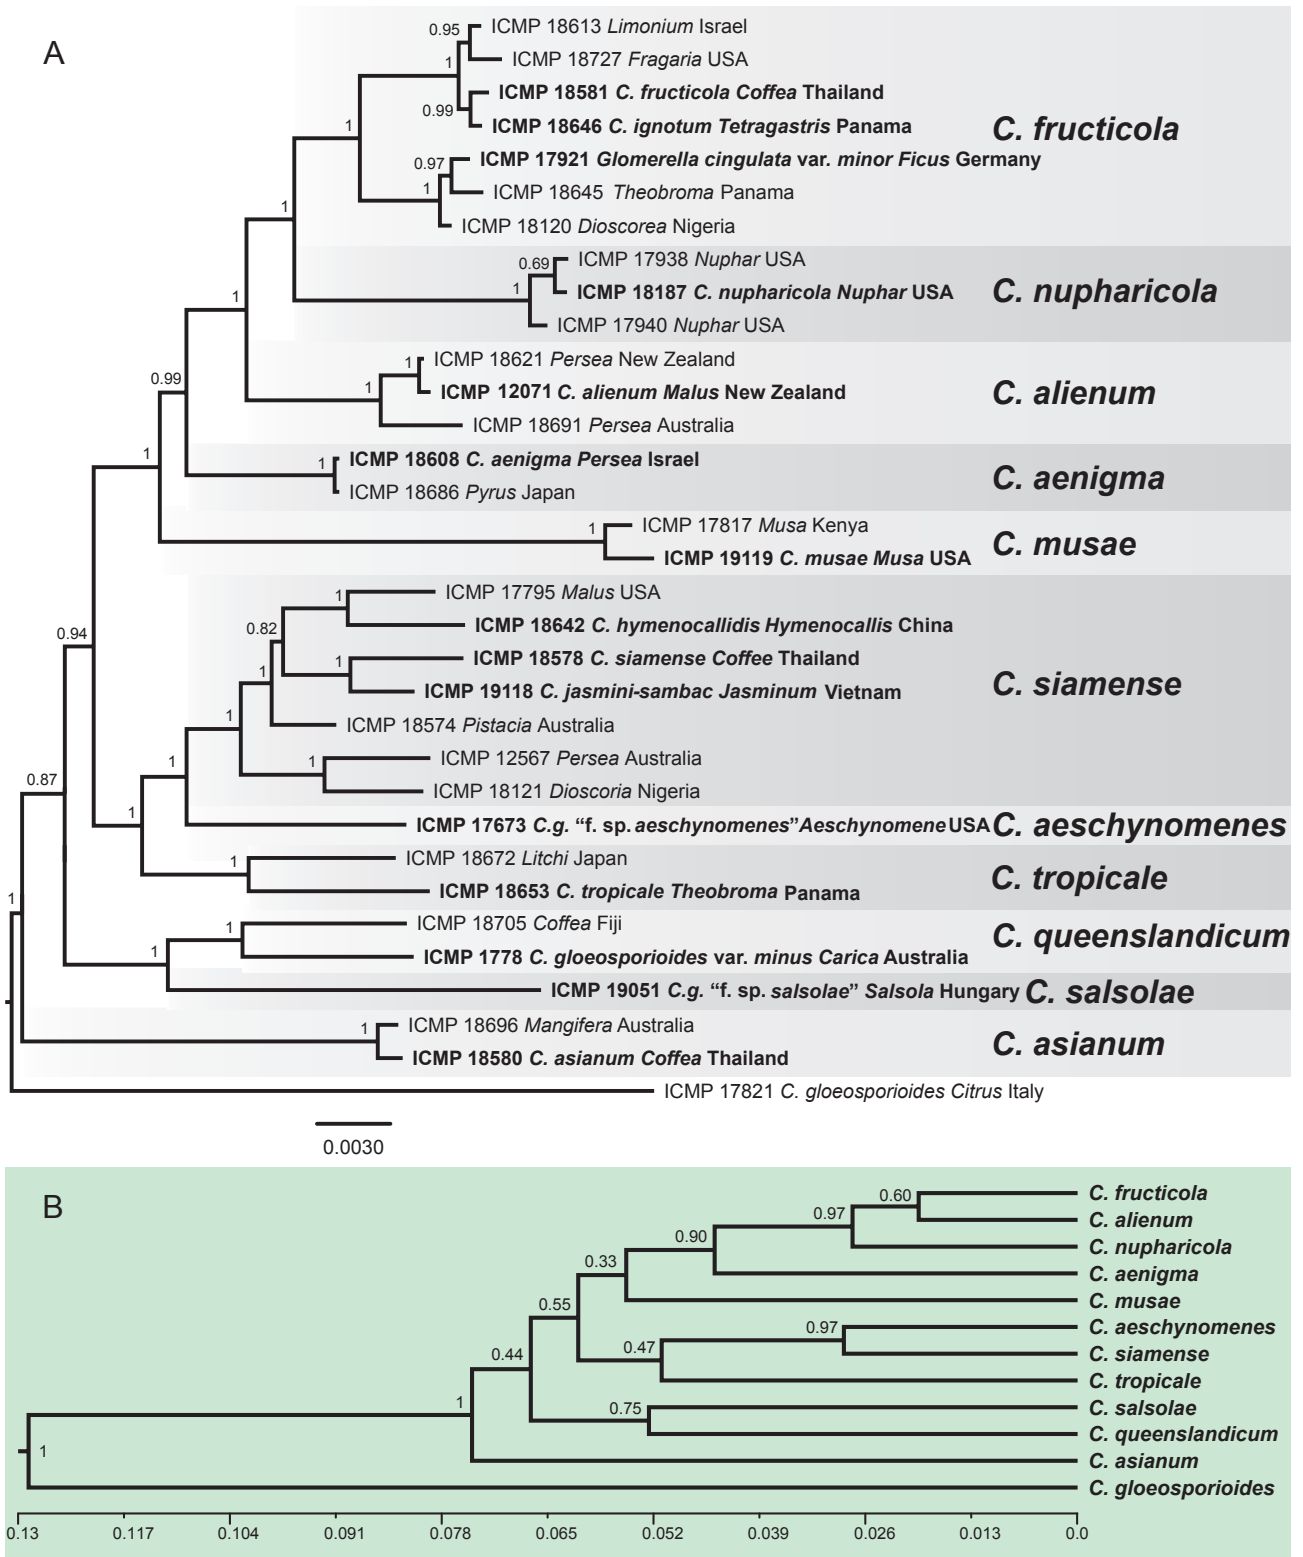 A
0.95
ICMP 18613 Limonium Israel
1
ICMP 18727 Fragaria USA
ICMP 18581 C. fructicola Coffea Thailand
0.99
1
ICMP 18646 C. ignotum Tetragastris Panama
C. fructicola
0.97
ICMP 17921 Glomerella cingulata var. minor Ficus Germany
1
ICMP 18645 Theobroma Panama
1
ICMP 18120 Dioscorea Nigeria
0.69
ICMP 17938 Nuphar USA
1
ICMP 18187 C. nupharicola Nuphar USA
C. nupharicola
1
ICMP 17940 Nuphar USA
1
ICMP 18621 Persea New Zealand
0.99
1
ICMP 12071 C. alienum Malus New Zealand
C. alienum
ICMP 18691 Persea Australia
1
1
ICMP 18608 C. aenigma Persea Israel
C. aenigma
ICMP 18686 Pyrus Japan
1
ICMP 17817 Musa Kenya
C. musae
ICMP 19119 C. musae Musa USA
1
ICMP 17795 Malus USA
0.94
0.82
ICMP 18642 C. hymenocallidis Hymenocallis China
1
1
ICMP 18578 C. siamense Coffee Thailand
C. siamense
1
ICMP 19118 C. jasmini-sambac Jasminum Vietnam
ICMP 18574 Pistacia Australia
1
1
ICMP 12567 Persea Australia
0.87
ICMP 18121 Dioscoria Nigeria
1
ICMP 17673 C.g. “f. sp. aeschynomenes” Aeschynomene USA
C. aeschynomenes
1
ICMP 18672 Litchi Japan
C. tropicale
1
ICMP 18653 C. tropicale Theobroma Panama
1
ICMP 18705 Coffea Fiji
C. queenslandicum
1
ICMP 1778 C. gloeosporioides var. minus Carica Australia
ICMP 19051 C.g. “f. sp. salsolae” Salsola Hungary
C. salsolae
1
ICMP 18696 Mangifera Australia
C. asianum
ICMP 18580 C. asianum Coffea Thailand
ICMP 17821 C. gloeosporioides Citrus Italy
0.0030
B
0.60
C. fructicola
0.97
C. alienum
0.90
C. nupharicola
0.33
C. aenigma
0.55
C. musae
0.97
C. aeschynomenes
0.44
0.47
C. siamense
C. tropicale
1
0.75
C. salsolae
C. queenslandicum
1
C. asianum
C. gloeosporioides
0.13 0.117 0.104 0.091 0.078 0.065 0.052 0.039 0.026 0.013 0.0